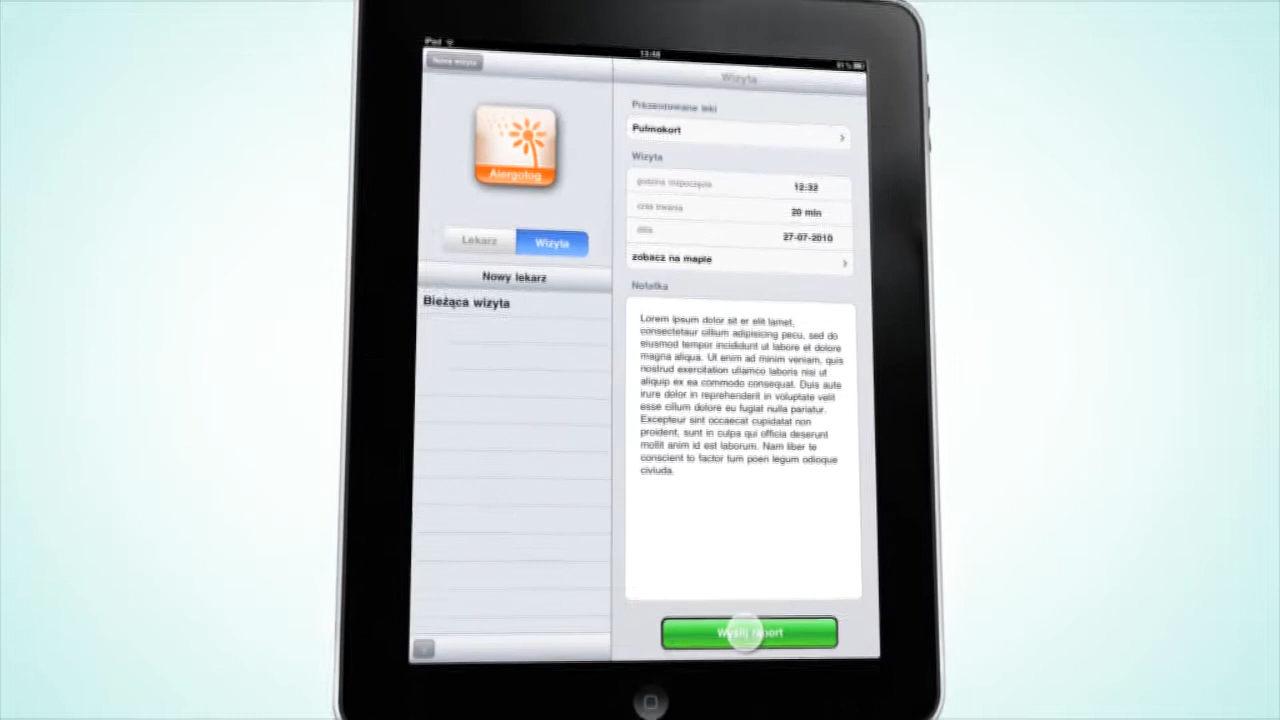 iPad
13:48
81%
Nowa wizyta
Wizyta
Alergolog
Lekarz
Wizyta
Nowy lekarz
Bieżąca wizyta
Prezentowane leki
Pulmokort
Wizyta
godzina rozpoczęcia
12:32
czas trwania
20 min
data
27-07-2010
zobacz na mapie
Notatka
Lorem ipsum dolor sit er elit lamet,
consectetaur cillium adipisicing pecu, sed do
eiusmod tempor incididunt ut labore et dolore
magna aliqua. Ut enim ad minim veniam, quis
nostrud exercitation ullamco laboris nisi ut
aliquip ex ea commodo consequat. Duis aute
irure dolor in reprehenderit in voluptate velit
esse cillum dolore eu fugiat nulla pariatur.
Excepteur sint occaecat cupidatat non
proident, sunt in culpa qui officia deserunt
mollit anim id est laborum. Nam liber te
conscient to factor tum poen legum odioque
civiuda.
Wyślij raport